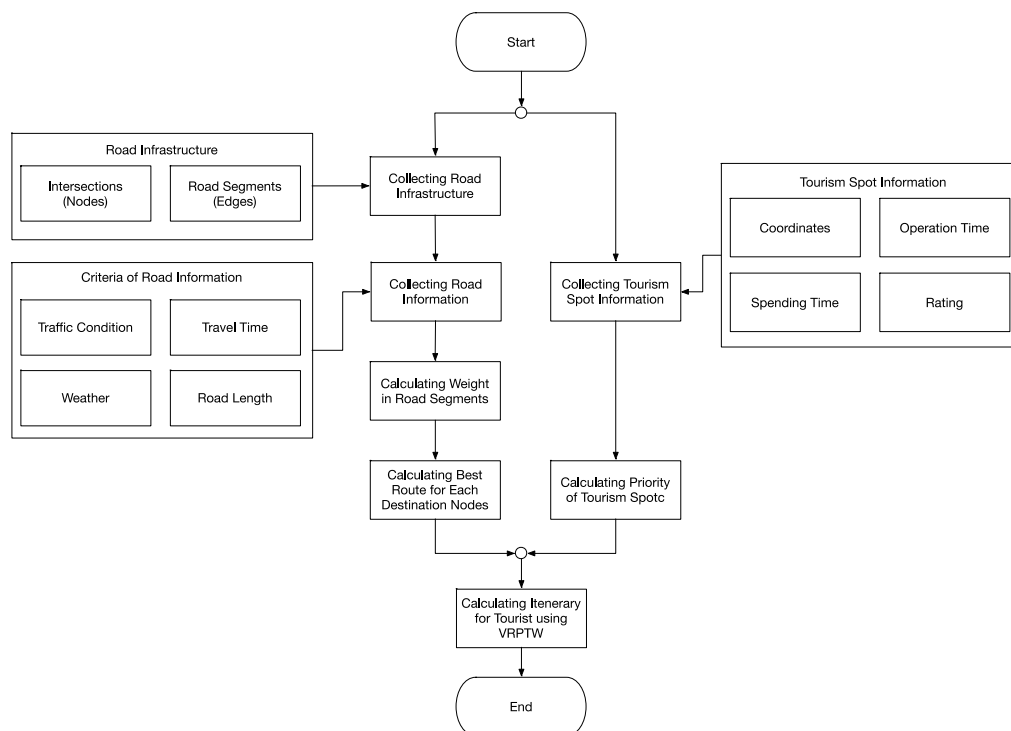 Start
Road Infrastructure
Intersections
(Nodes)
Road Segments
(Edges)
Collecting Road
Infrastructure
Tourism Spot Information
Coordinates
Operation Time
Spending Time
Rating
Criteria of Road Information
Traffic Condition
Travel Time
Weather
Road Length
Collecting Road
Information
Collecting Tourism
Spot Information
Calculating Weight
in Road Segments
Calculating Best
Route for Each
Destination Nodes
Calculating Priority
of Tourism Spotc
Calculating Itenerary
for Tourist using
VRPTW
End